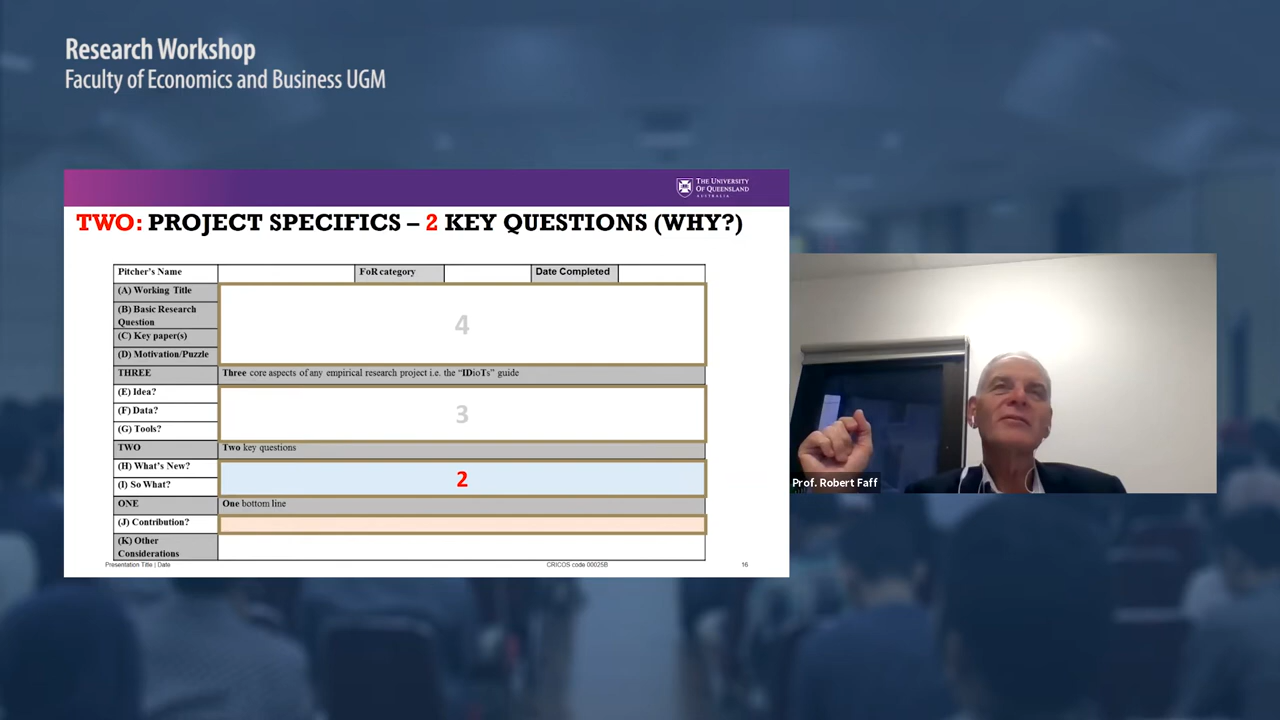 Research Workshop
Faculty of Economics and Business UGM
THE UNIVERSITY
OF QUEENSLAND
AUSTRALIA
TWO: PROJECT SPECIFICS – 2 KEY QUESTIONS (WHY?)
Pitcher's Name
FoR category
Date Completed
(A) Working Title
(B) Basic Research
Question
(C) Key paper(s)
(D) Motivation/Puzzle
4
THREE
Three core aspects of any empirical research project i.e. the "IDioTs" guide
(E) Idea?
(F) Data?
(G) Tools?
3
TWO
Two key questions
(H) What's New?
(I) So What?
2
ONE
One bottom line
(J) Contribution?
(K) Other
Considerations
Presentation Title | Date
CRICOS code 00025B
16
Prof. Robert Faff